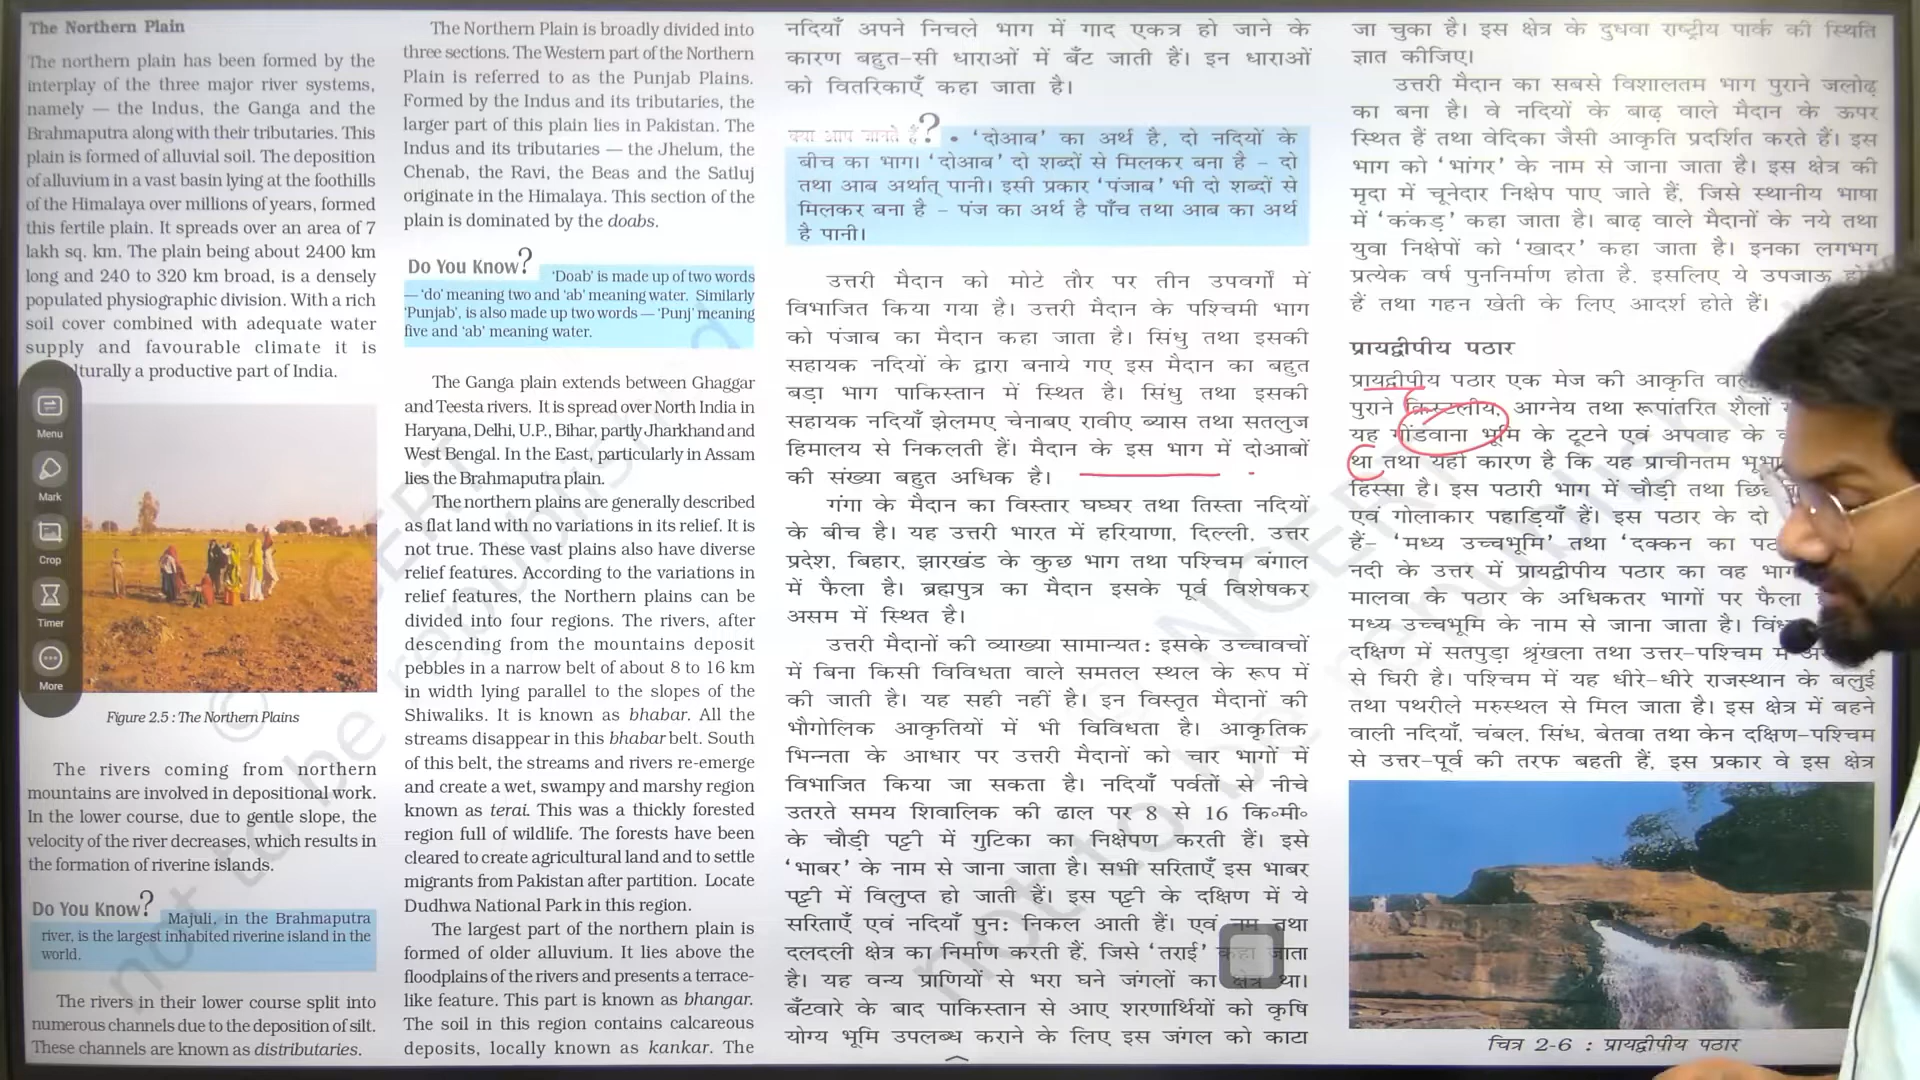 The Northern Plain
The northern plain has been formed by the
interplay of the three major river systems,
namely — the Indus, the Ganga and the
Brahmaputra along with their tributaries. This
plain is formed of alluvial soil. The deposition
of alluvium in a vast basin lying at the foothills
of the Himalaya over millions of years, formed
this fertile plain. It spreads over an area of 7
lakh sq. km. The plain being about 2400 km
long and 240 to 320 km broad, is a densely
populated physiographic division. With a rich
soil cover combined with adequate water
supply and favourable climate it is
lturally a productive part of India.
Menu
Mark
Crop
Timer
More
Figure 2.5 : The Northern Plains
The rivers coming from northern
mountains are involved in depositional work.
In the lower course, due to gentle slope, the
velocity of the river decreases, which results in
the formation of riverine islands.
Do You Know?
Majuli, in the Brahmaputra
river, is the largest inhabited riverine island in the
world.
The rivers in their lower course split into
numerous channels due to the deposition of silt.
These channels are known as distributaries.
The Northern Plain is broadly divided into
three sections. The Western part of the Northern
Plain is referred to as the Punjab Plains.
Formed by the Indus and its tributaries, the
larger part of this plain lies in Pakistan. The
Indus and its tributaries — the Jhelum, the
Chenab, the Ravi, the Beas and the Satluj
originate in the Himalaya. This section of the
plain is dominated by the doabs.
Do You Know?
'Doab' is made up of two words
— 'do' meaning two and 'ab' meaning water. Similarly
'Punjab', is also made up two words — 'Punj' meaning
five and 'ab' meaning water.
The Ganga plain extends between Ghaggar
and Teesta rivers. It is spread over North India in
Haryana, Delhi, U.P., Bihar, partly Jharkhand and
West Bengal. In the East, particularly in Assam
lies the Brahmaputra plain.
The northern plains are generally described
as flat land with no variations in its relief. It is
not true. These vast plains also have diverse
relief features. According to the variations in
relief features, the Northern plains can be
divided into four regions. The rivers, after
descending from the mountains deposit
pebbles in a narrow belt of about 8 to 16 km
in width lying parallel to the slopes of the
Shiwaliks. It is known as bhabar. All the
streams disappear in this bhabar belt. South
of this belt, the streams and rivers re-emerge
and create a wet, swampy and marshy region
known as terai. This was a thickly forested
region full of wildlife. The forests have been
cleared to create agricultural land and to settle
migrants from Pakistan after partition. Locate
Dudhwa National Park in this region.
The largest part of the northern plain is
formed of older alluvium. It lies above the
floodplains of the rivers and presents a terrace-
like feature. This part is known as bhangar.
The soil in this region contains calcareous
deposits, locally known as kankar. The
नदियाँ अपने निचले भाग में गाद एकत्र हो जाने के
कारण बहुत-सी धाराओं में बँट जाती हैं। इन धाराओं
को वितरिकाएँ कहा जाता है।
क्या आप जानते हैं?
• 'दोआब' का अर्थ है, दो नदियों के
बीच का भाग। 'दोआब' दो शब्दों से मिलकर बना है – दो
तथा आब अर्थात् पानी। इसी प्रकार 'पंजाब' भी दो शब्दों से
मिलकर बना है – पंज का अर्थ है पाँच तथा आब का अर्थ
है पानी।
उत्तरी मैदान को मोटे तौर पर तीन उपवर्गों में
विभाजित किया गया है। उत्तरी मैदान के पश्चिमी भाग
को पंजाब का मैदान कहा जाता है। सिंधु तथा इसकी
सहायक नदियों के द्वारा बनाये गए इस मैदान का बहुत
बड़ा भाग पाकिस्तान में स्थित है। सिंधु तथा इसकी
सहायक नदियाँ झेलमए चेनाबए रावीए ब्यास तथा सतलुज
हिमालय से निकलती हैं। मैदान के इस भाग में दोआबों
की संख्या बहुत अधिक है।
गंगा के मैदान का विस्तार घघ्घर तथा तिस्ता नदियों
के बीच है। यह उत्तरी भारत में हरियाणा, दिल्ली, उत्तर
प्रदेश, बिहार, झारखंड के कुछ भाग तथा पश्चिम बंगाल
में फैला है। ब्रह्मपुत्र का मैदान इसके पूर्व विशेषकर
असम में स्थित है।
उत्तरी मैदानों की व्याख्या सामान्यत: इसके उच्चावचों
में बिना किसी विविधता वाले समतल स्थल के रूप में
की जाती है। यह सही नहीं है। इन विस्तृत मैदानों की
भौगोलिक आकृतियों में भी विविधता है। आकृतिक
भिन्नता के आधार पर उत्तरी मैदानों को चार भागों में
विभाजित किया जा सकता है। नदियाँ पर्वतों से नीचे
उतरते समय शिवालिक की ढाल पर 8 से 16 कि॰मी॰
के चौड़ी पट्टी में गुटिका का निक्षेपण करती हैं। इसे
'भाबर' के नाम से जाना जाता है। सभी सरिताएँ इस भाबर
पट्टी में विलुप्त हो जाती हैं। इस पट्टी के दक्षिण में ये
सरिताएँ एवं नदियाँ पुन: निकल आती हैं। एवं नम तथा
दलदली क्षेत्र का निर्माण करती हैं, जिसे 'तराई' कहा जाता
है। यह वन्य प्राणियों से भरा घने जंगलों का क्षेत्र था।
बँटवारे के बाद पाकिस्तान से आए शरणार्थियों को कृषि
योग्य भूमि उपलब्ध कराने के लिए इस जंगल को काटा
जा चुका है। इस क्षेत्र के दुधवा राष्ट्रीय पार्क की स्थिति
ज्ञात कीजिए।
उत्तरी मैदान का सबसे विशालतम भाग पुराने जलोढ़
का बना है। वे नदियों के बाढ़ वाले मैदान के ऊपर
स्थित हैं तथा वेदिका जैसी आकृति प्रदर्शित करते हैं। इस
भाग को 'भांगर' के नाम से जाना जाता है। इस क्षेत्र की
मृदा में चूनेदार निक्षेप पाए जाते हैं, जिसे स्थानीय भाषा
में 'कंकड़' कहा जाता है। बाढ़ वाले मैदानों के नये तथा
युवा निक्षेपों को 'खादर' कहा जाता है। इनका लगभग
प्रत्येक वर्ष पुननिर्माण होता है, इसलिए ये उपजाऊ
हैं तथा गहन खेती के लिए आदर्श होते हैं।
प्रायद्वीपीय पठार
प्रायद्वीपीय पठार एक मेज की आकृति
पुराने क्रिस्टलीय, आग्नेय तथा रूपांतरित शैलों
यह गोंडवाना भूमि के टूटने एवं अपवाह के
था तथा यही कारण है कि यह प्राचीनतम
हिस्सा है। इस पठारी भाग में चौड़ी तथा
एवं गोलाकार पहाड़ियाँ हैं। इस पठार के दो
हैं– 'मध्य उच्चभूमि' तथा 'दक्कन का
नदी के उत्तर में प्रायद्वीपीय पठार का वह
मालवा के पठार के अधिकतर भागों पर फैला
मध्य उच्चभूमि के नाम से जाना जाता है।
दक्षिण में सतपुड़ा श्रृंखला तथा उत्तर-पश्चिम में
से घिरी है। पश्चिम में यह धीरे-धीरे राजस्थान के बलुई
तथा पथरीले मरुस्थल से मिल जाता है। इस क्षेत्र में बहने
वाली नदियाँ, चंबल, सिंध, बेतवा तथा केन दक्षिण-पश्चिम
से उत्तर-पूर्व की तरफ बहती हैं, इस प्रकार वे इस क्षेत्र
चित्र 2-6 : प्रायद्वीपीय पठार